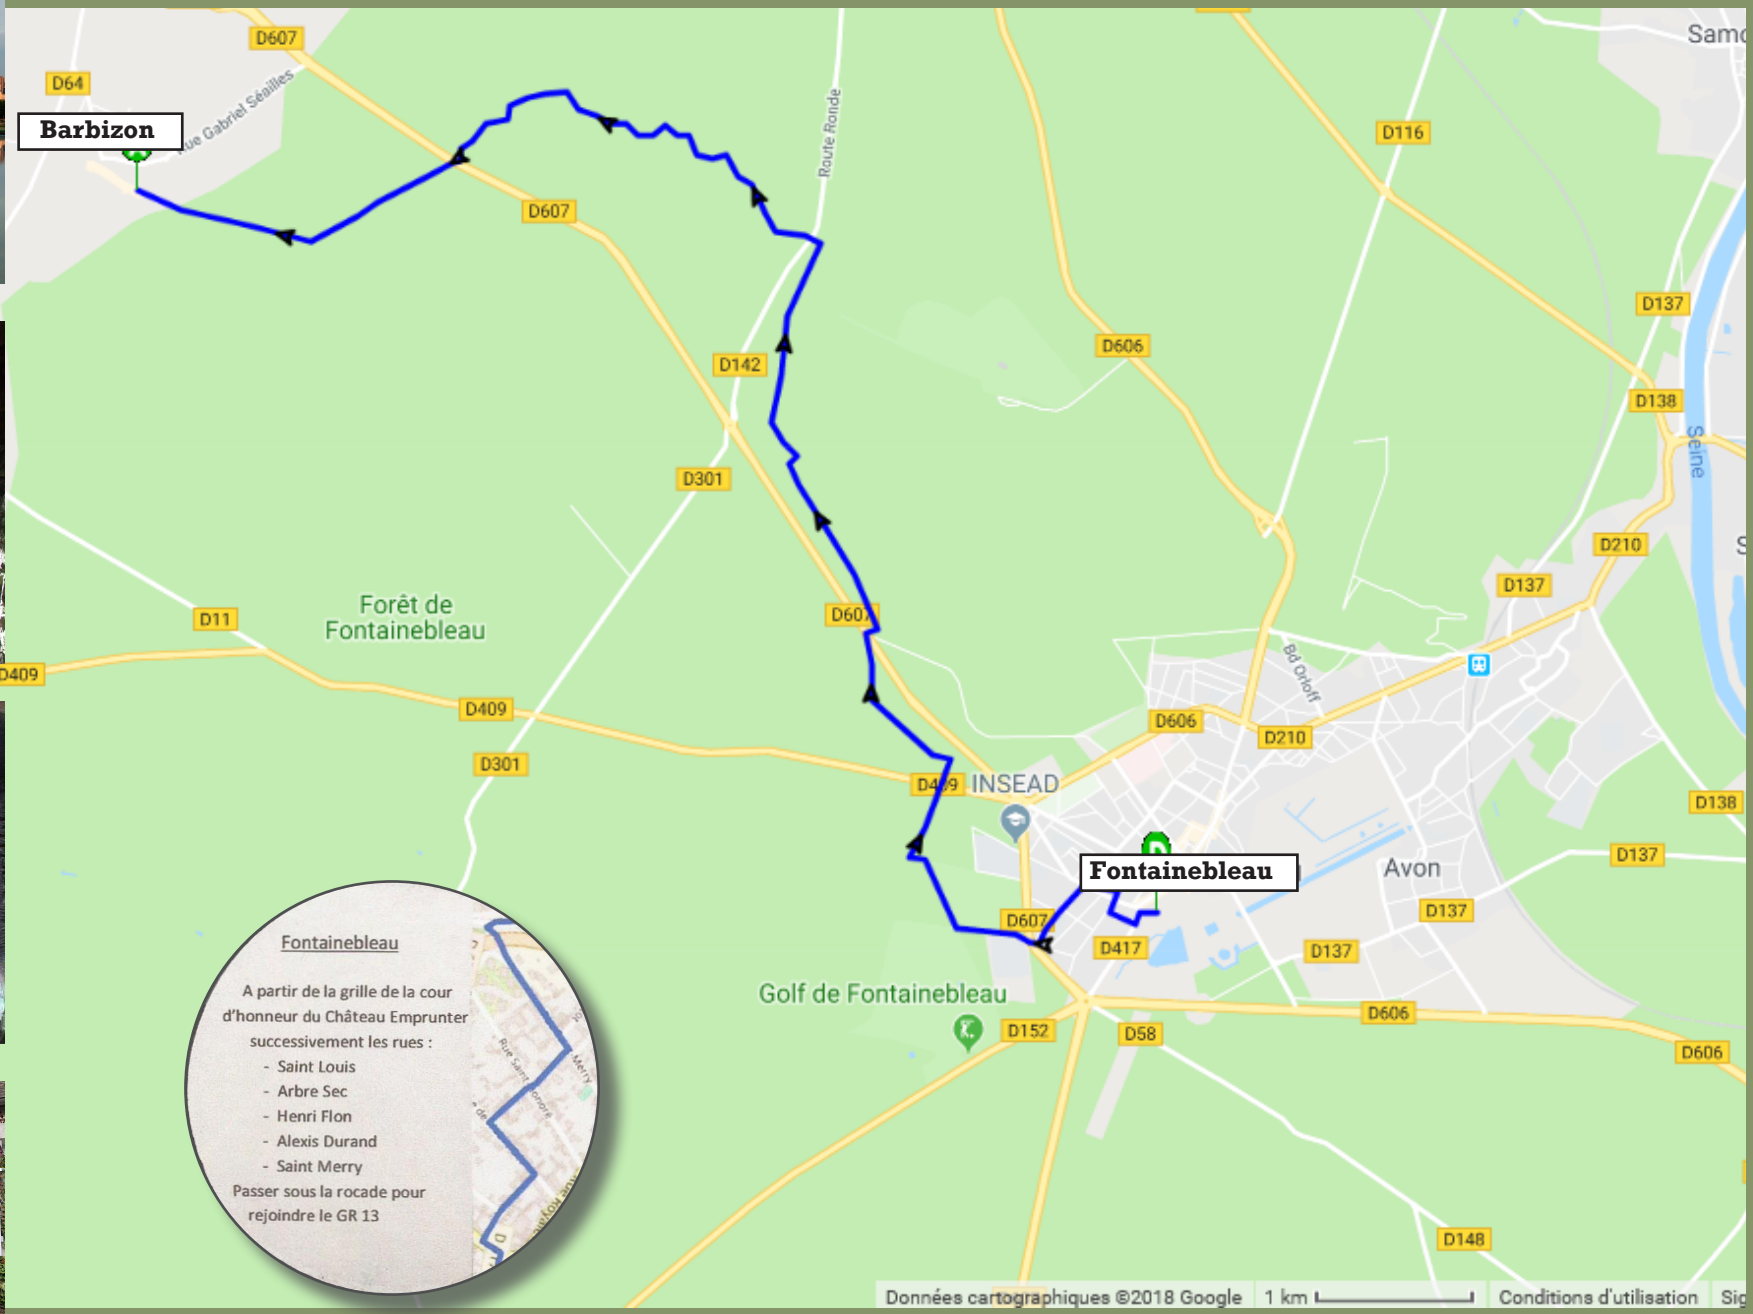 D607
Samo
D64
Rue Gabriel Séailles
Barbizon
Route Ronde
D116
D607
D137
D606
D142
D138
Seine
D301
D210
D137
D607
Forêt de
Fontainebleau
D11
Bd Orloff
D409
D409
D606
D210
D301
D409
INSEAD
D138
D137
Fontainebleau
Avon
D607
D137
D417
D137
Golf de Fontainebleau
D606
D152
D58
D606
D148
Fontainebleau
A partir de la grille de la cour
d'honneur du Château Emprunter
successivement les rues :
- Saint Louis
- Arbre Sec
- Henri Flon
- Alexis Durand
- Saint Merry
Passer sous la rocade pour
rejoindre le GR 13
Rue Saint Honoré
Merry
Données cartographiques ©2018 Google
1 km
Conditions d'utilisation
Sig